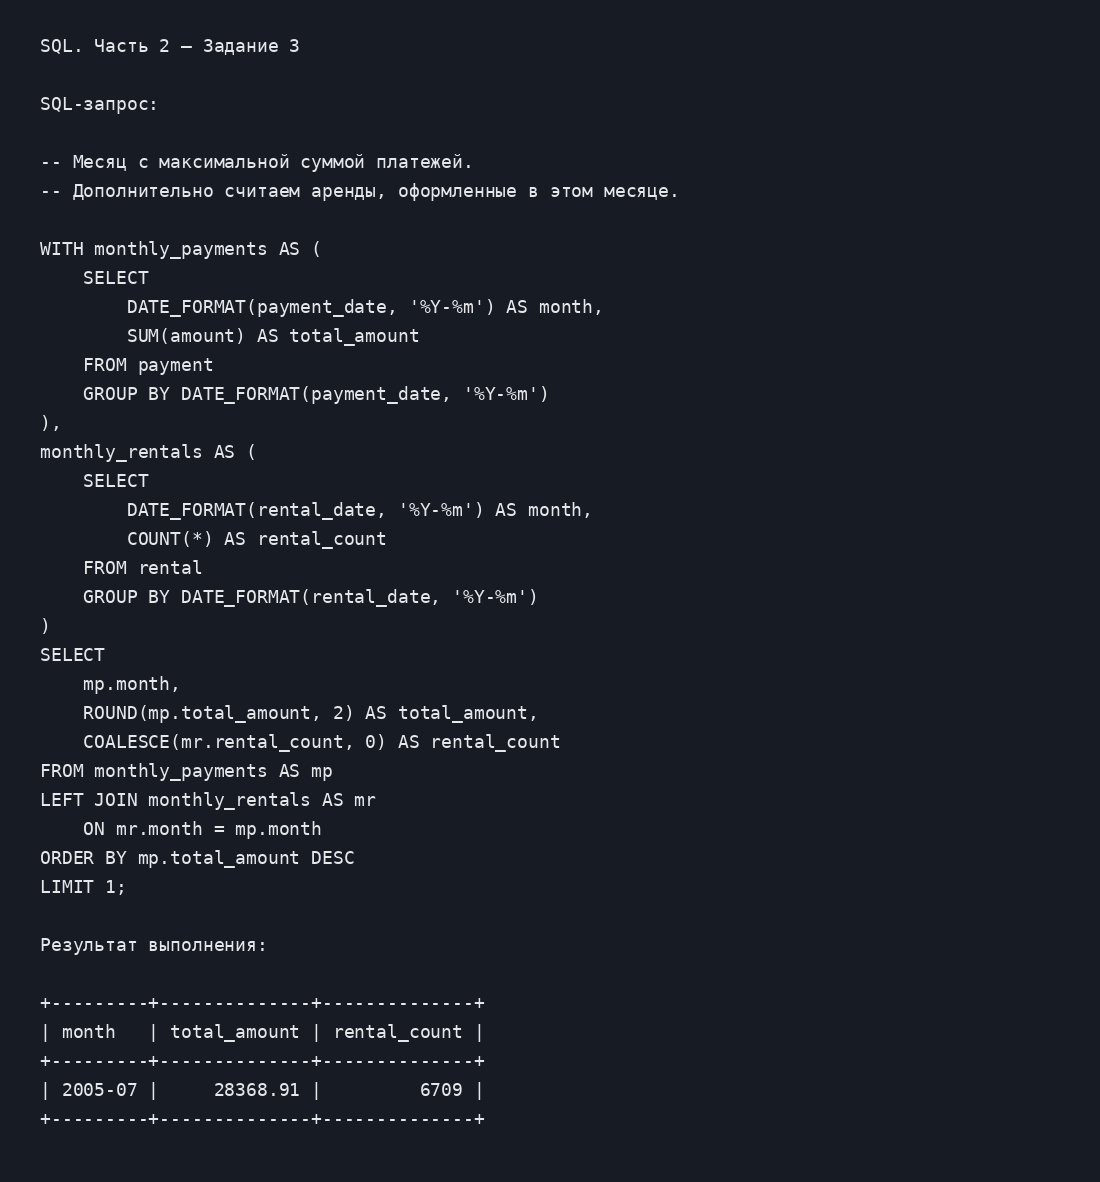 SQL. Часть 2 — Задание 3

SQL-запрос:

-- Месяц с максимальной суммой платежей.
-- Дополнительно считаем аренды, оформленные в этом месяце.

WITH monthly_payments AS (
    SELECT
        DATE_FORMAT(payment_date, '%Y-%m') AS month,
        SUM(amount) AS total_amount
    FROM payment
    GROUP BY DATE_FORMAT(payment_date, '%Y-%m')
),
monthly_rentals AS (
    SELECT
        DATE_FORMAT(rental_date, '%Y-%m') AS month,
        COUNT(*) AS rental_count
    FROM rental
    GROUP BY DATE_FORMAT(rental_date, '%Y-%m')
)
SELECT
    mp.month,
    ROUND(mp.total_amount, 2) AS total_amount,
    COALESCE(mr.rental_count, 0) AS rental_count
FROM monthly_payments AS mp
LEFT JOIN monthly_rentals AS mr
    ON mr.month = mp.month
ORDER BY mp.total_amount DESC
LIMIT 1;

Результат выполнения:

+---------+--------------+--------------+
| month   | total_amount | rental_count |
+---------+--------------+--------------+
| 2005-07 |     28368.91 |         6709 |
+---------+--------------+--------------+